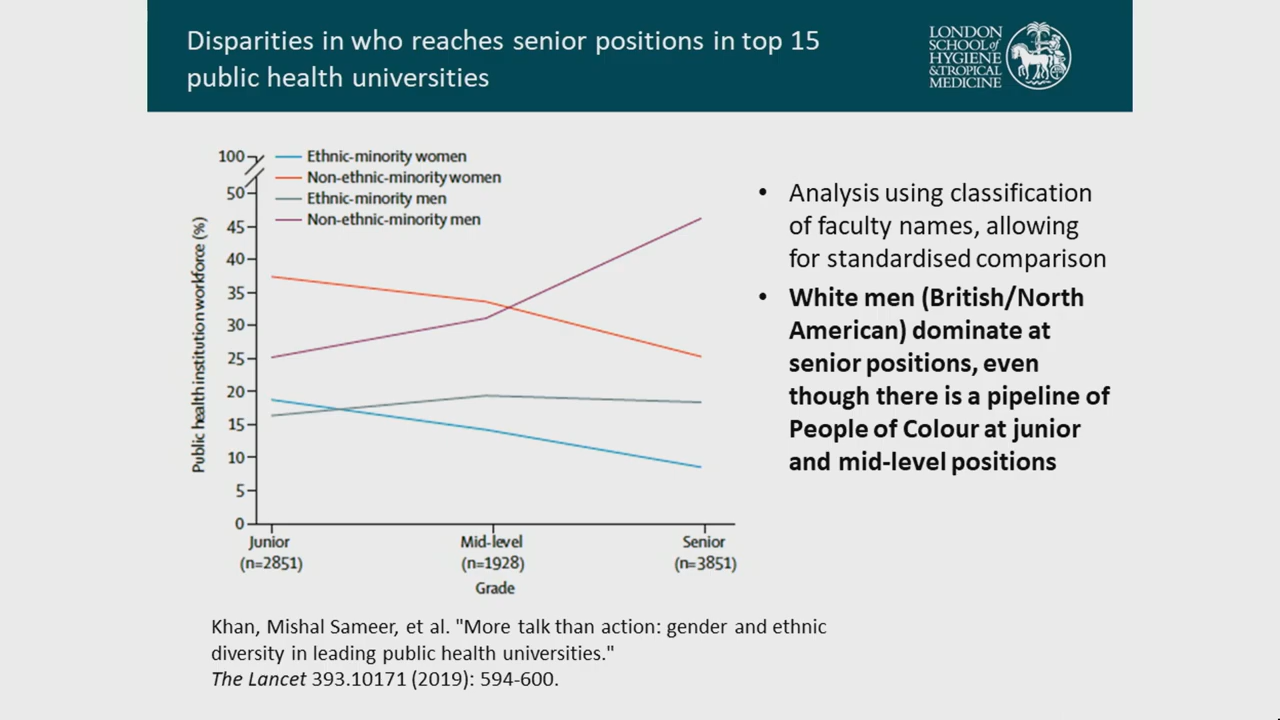 Disparities in who reaches senior positions in top 15
public health universities
LONDON
SCHOOL of
HYGIENE
& TROPICAL
MEDICINE
Public health institution workforce (%)
100
50
45
40
35
30
25
20
15
10
5
0
Ethnic-minority women
Non-ethnic-minority women
Ethnic-minority men
Non-ethnic-minority men
Junior
(n=2851)
Mid-level
(n=1928)
Senior
(n=3851)
Grade
• Analysis using classification
of faculty names, allowing
for standardised comparison
• White men (British/North
American) dominate at
senior positions, even
though there is a pipeline of
People of Colour at junior
and mid-level positions
Khan, Mishal Sameer, et al. "More talk than action: gender and ethnic
diversity in leading public health universities."
The Lancet 393.10171 (2019): 594-600.